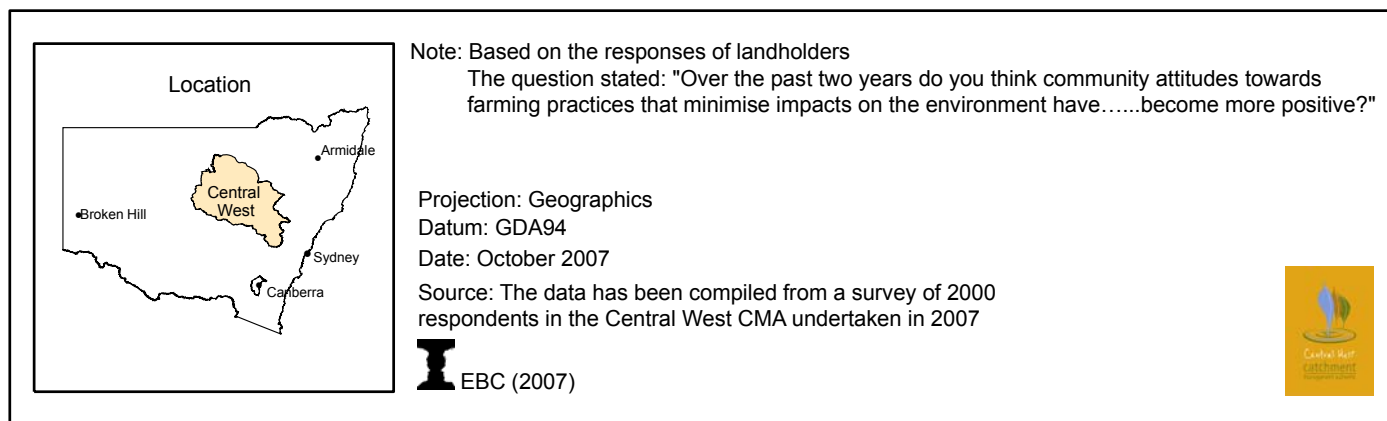 Location
Armidale
Central
West
Broken Hill
Sydney
Canberra
Note: Based on the responses of landholders
The question stated: "Over the past two years do you think community attitudes towards
farming practices that minimise impacts on the environment have…...become more positive?"
Projection: Geographics
Datum: GDA94
Date: October 2007
Source: The data has been compiled from a survey of 2000
respondents in the Central West CMA undertaken in 2007
EBC (2007)
Central West
catchment